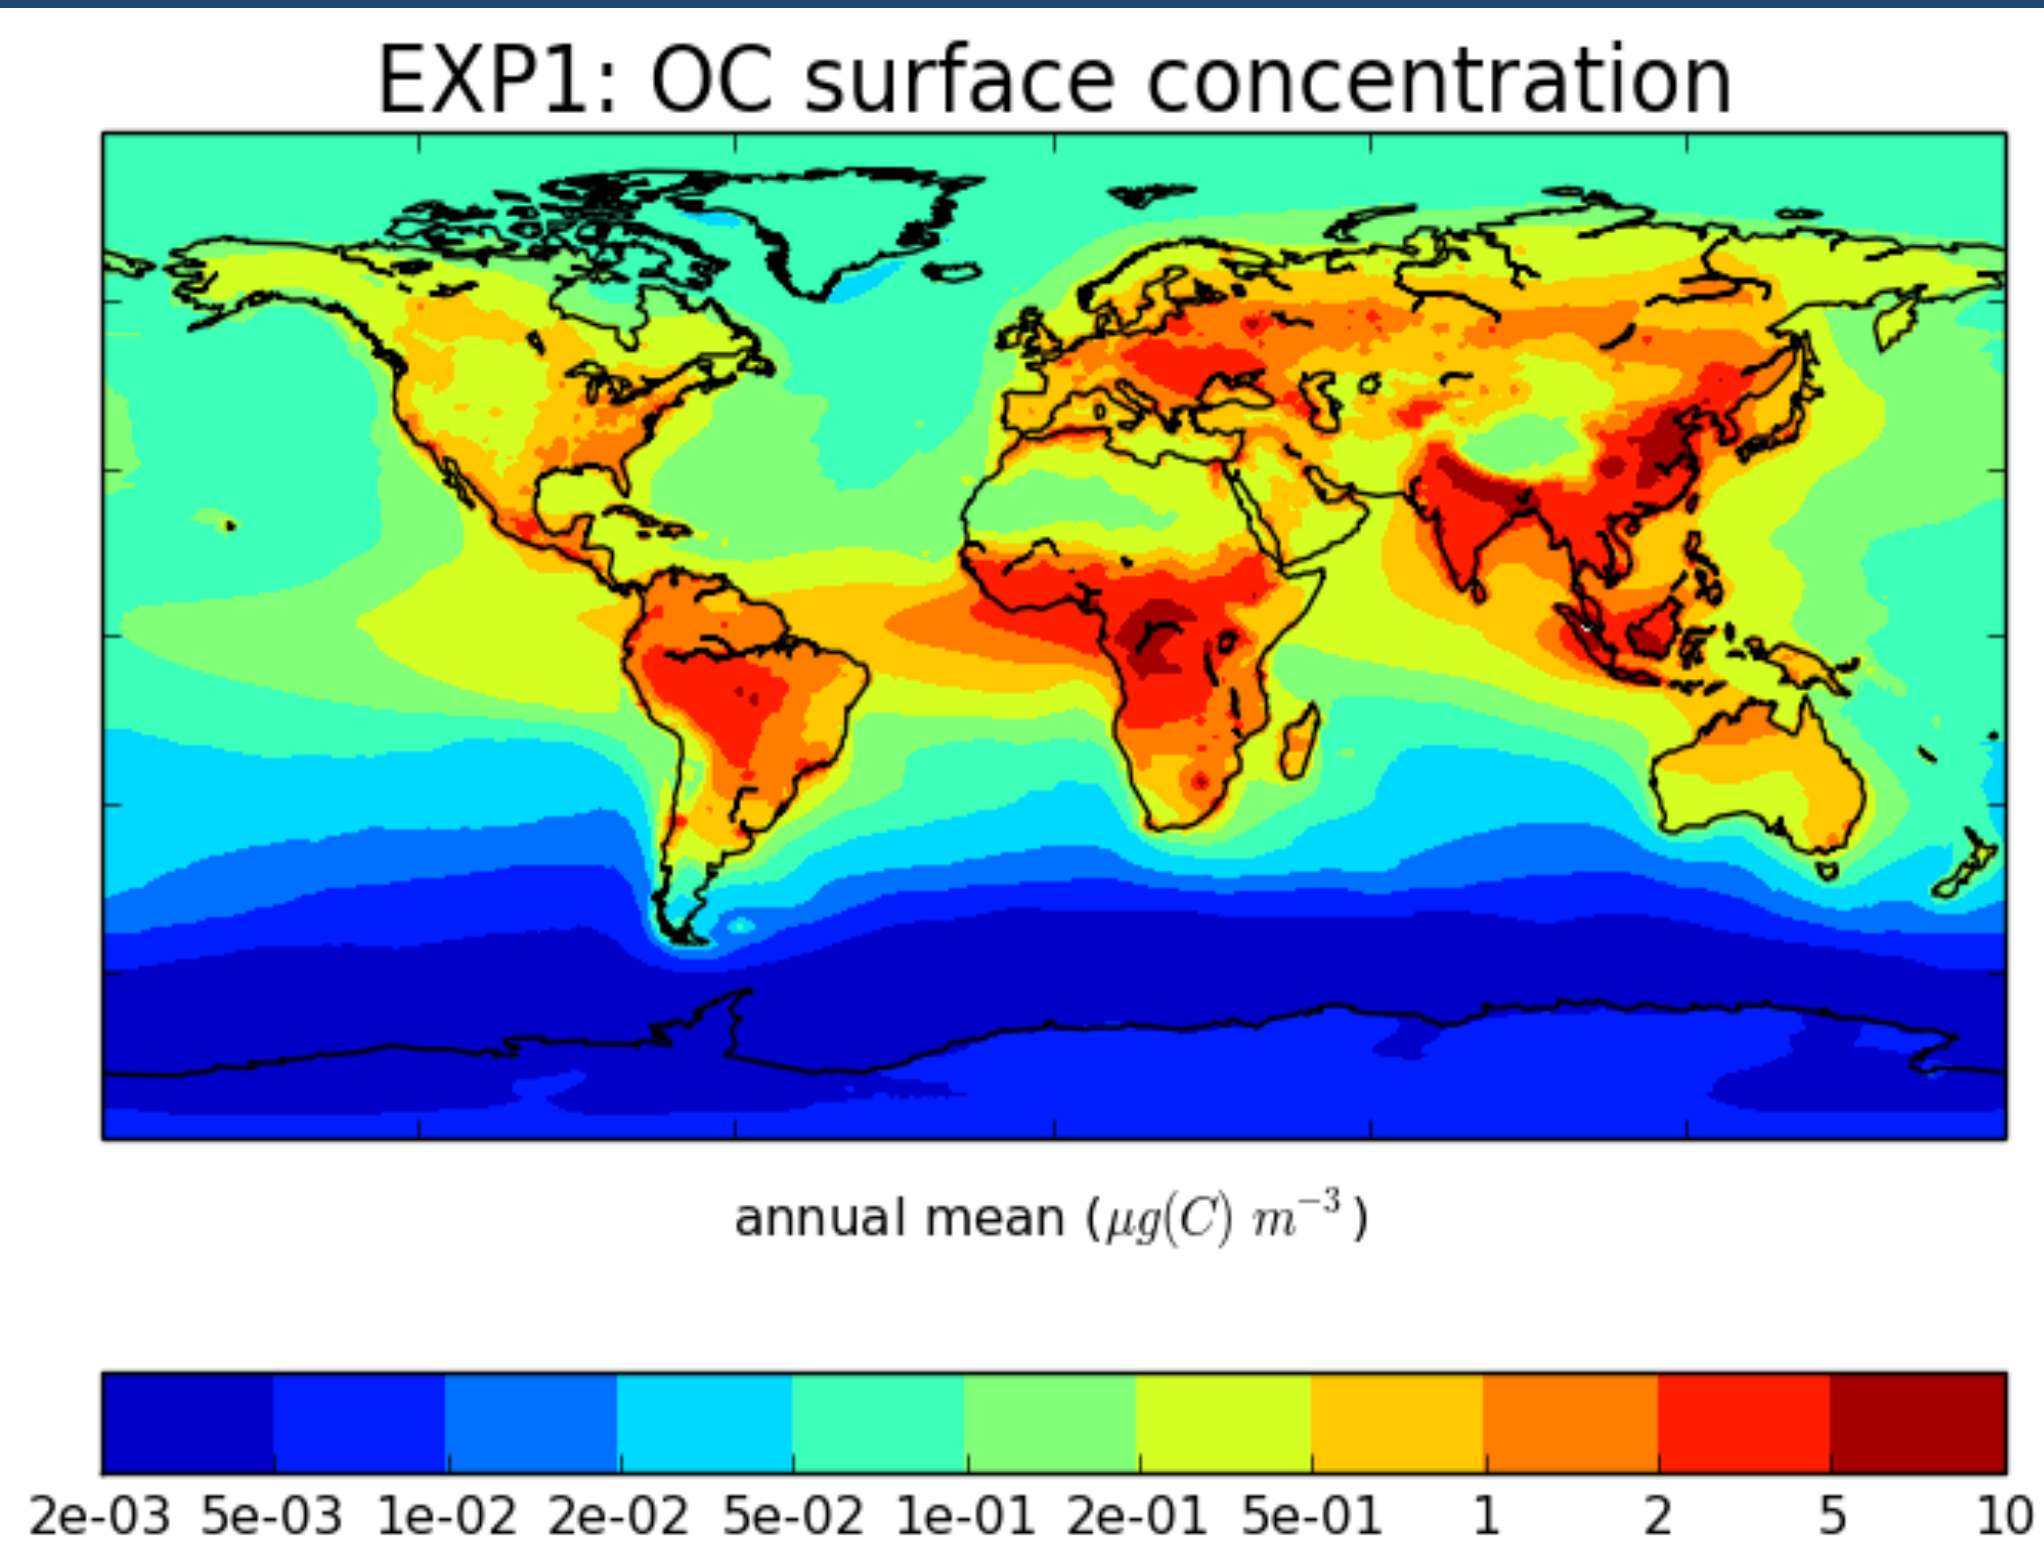 EXP1: OC surface concentration
annual mean (μg(C) m⁻³)
2e-03 5e-03 1e-02 2e-02 5e-02 1e-01 2e-01 5e-01 1 2 5 10